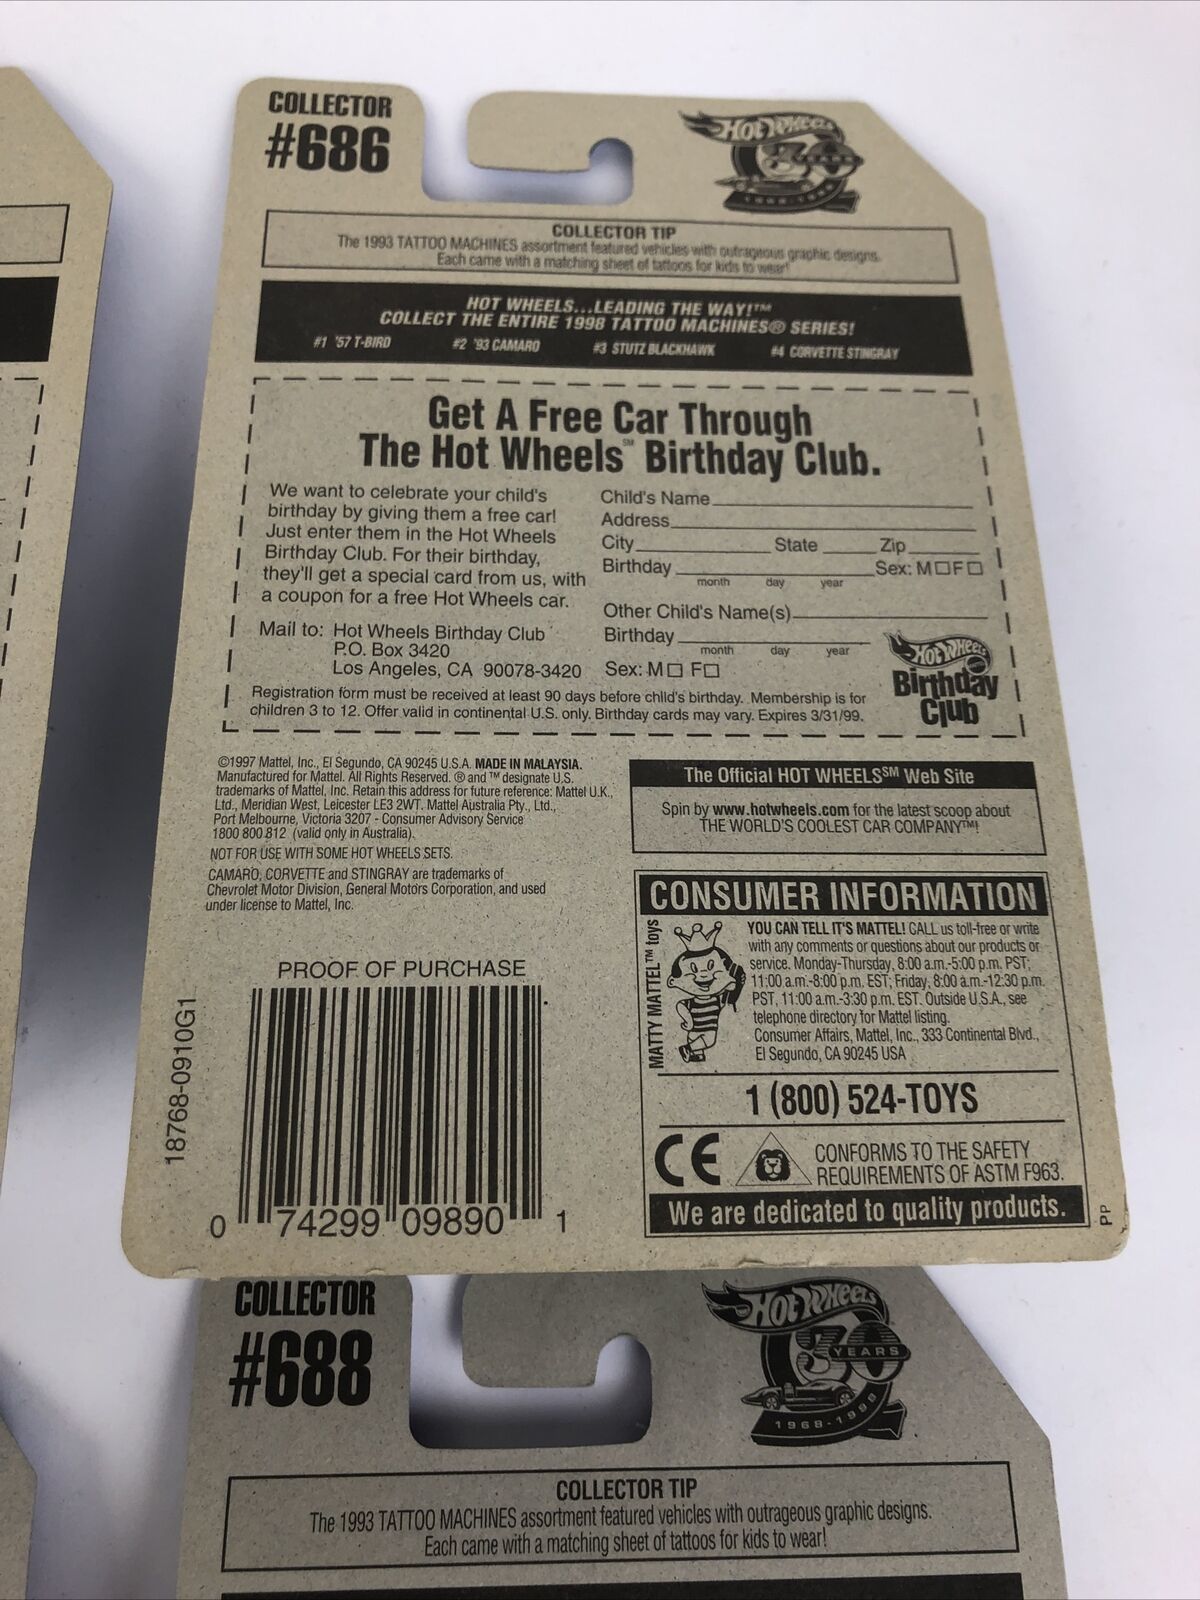 COLLECTOR
#686
Hot Wheels
30 YEARS
1968-1998
COLLECTOR TIP
The 1993 TATTOO MACHINES assortment featured vehicles with outrageous graphic designs.
Each came with a matching sheet of tattoos for kids to wear!
HOT WHEELS...LEADING THE WAY!™
COLLECT THE ENTIRE 1998 TATTOO MACHINES® SERIES!
#1 '57 T-BIRD #2 '93 CAMARO #3 STUTZ BLACKHAWK #4 CORVETTE STINGRAY
Get A Free Car Through
The Hot Wheels℠ Birthday Club.
We want to celebrate your child's
birthday by giving them a free car!
Just enter them in the Hot Wheels
Birthday Club. For their birthday,
they'll get a special card from us, with
a coupon for a free Hot Wheels car.
Mail to: Hot Wheels Birthday Club
P.O. Box 3420
Los Angeles, CA 90078-3420
Child's Name
Address
City State Zip
Birthday Sex: M□F□
month day year
Other Child's Name(s)
Birthday
month day year
Sex: M□ F□
Hot Wheels
Birthday
Club
Registration form must be received at least 90 days before child's birthday. Membership is for
children 3 to 12. Offer valid in continental U.S. only. Birthday cards may vary. Expires 3/31/99.
©1997 Mattel, Inc., El Segundo, CA 90245 U.S.A. MADE IN MALAYSIA.
Manufactured for Mattel. All Rights Reserved. ® and ™ designate U.S.
trademarks of Mattel, Inc. Retain this address for future reference: Mattel U.K.,
Ltd., Meridian West, Leicester LE3 2WT. Mattel Australia Pty., Ltd.,
Port Melbourne, Victoria 3207 - Consumer Advisory Service
1800 800 812 (valid only in Australia).
NOT FOR USE WITH SOME HOT WHEELS SETS.
CAMARO, CORVETTE and STINGRAY are trademarks of
Chevrolet Motor Division, General Motors Corporation, and used
under license to Mattel, Inc.
The Official HOT WHEELS℠ Web Site
Spin by www.hotwheels.com for the latest scoop about
THE WORLD'S COOLEST CAR COMPANY™!
CONSUMER INFORMATION
MATTY MATTEL™ toys
YOU CAN TELL IT'S MATTEL! CALL us toll-free or write
with any comments or questions about our products or
service. Monday-Thursday, 8:00 a.m.-5:00 p.m. PST;
11:00 a.m.-8:00 p.m. EST; Friday, 8:00 a.m.-12:30 p.m.
PST, 11:00 a.m.-3:30 p.m. EST. Outside U.S.A., see
telephone directory for Mattel listing.
Consumer Affairs, Mattel, Inc., 333 Continental Blvd.,
El Segundo, CA 90245 USA
1 (800) 524-TOYS
CE
CONFORMS TO THE SAFETY
REQUIREMENTS OF ASTM F963.
We are dedicated to quality products.
PP
PROOF OF PURCHASE
18768-0910G1
0 74299 09890 1
COLLECTOR
#688
Hot Wheels
30
YEARS
1968-1998
COLLECTOR TIP
The 1993 TATTOO MACHINES assortment featured vehicles with outrageous graphic designs.
Each came with a matching sheet of tattoos for kids to wear!